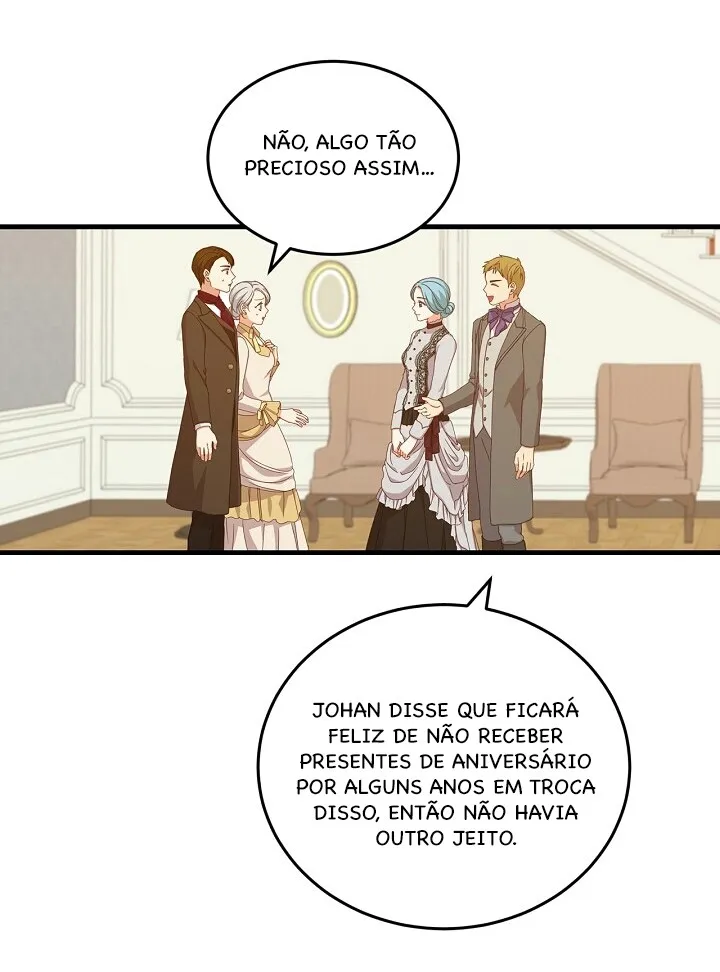 NÃO, ALGO TÃO
PRECIOSO ASSIM...
JOHAN DISSE QUE FICARÁ
FELIZ DE NÃO RECEBER
PRESENTES DE ANIVERSÁRIO
POR ALGUNS ANOS EM TROCA
DISSO, ENTÃO NÃO HAVIA
OUTRO JEITO.